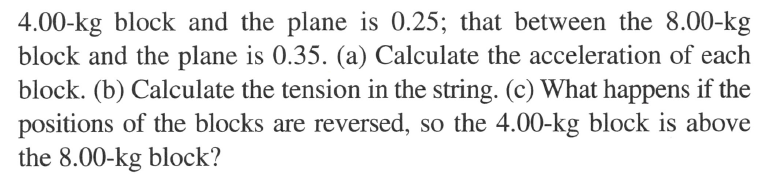 4.00-kg block and the plane is 0.25; that between the 8.00-kg
block and the plane is 0.35. (a) Calculate the acceleration of each
block. (b) Calculate the tension in the string. (c) What happens if the
positions of the blocks are reversed, so the 4.00-kg block is above
the 8.00-kg block?